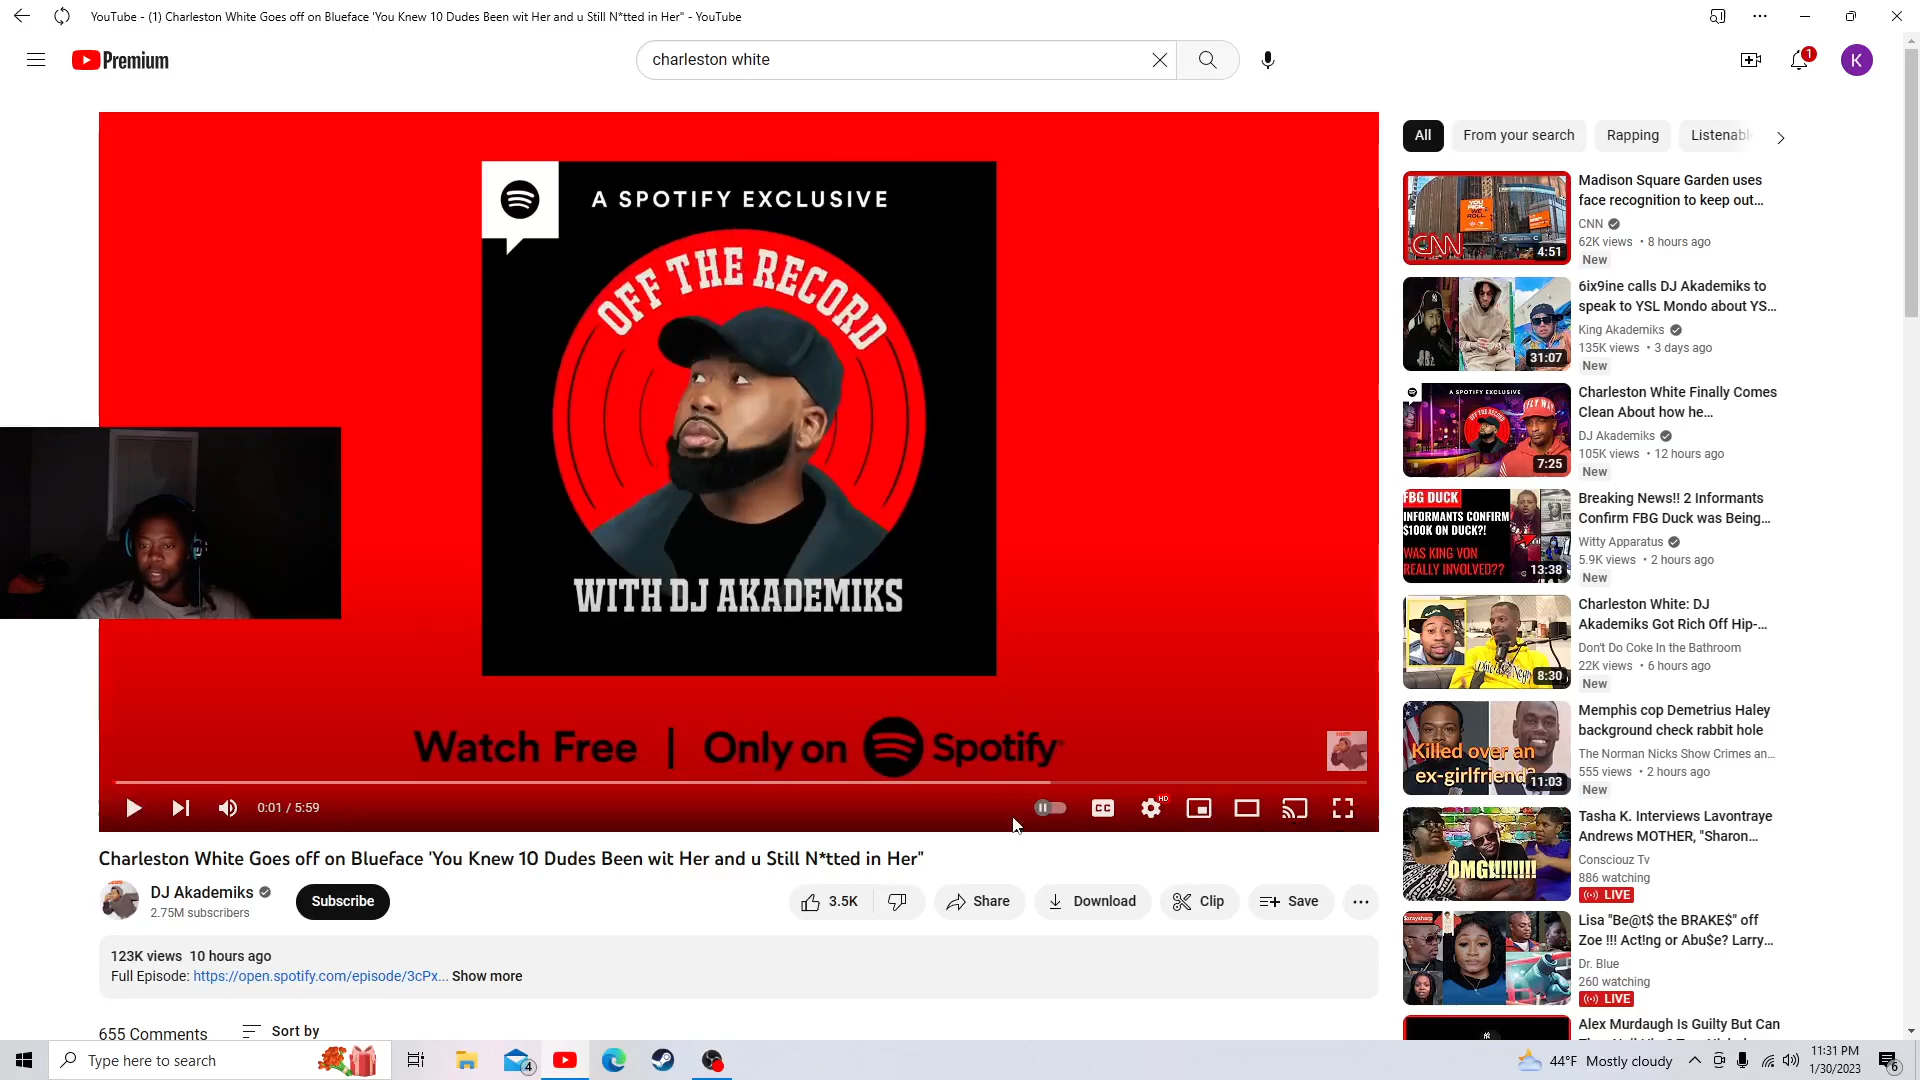 YouTube - (1) Charleston White Goes off on Blueface 'You Knew 10 Dudes Been wit Her and u Still N*tted in Her" - YouTube
Premium
charleston white
1
K
A SPOTIFY EXCLUSIVE
OFF THE RECORD
WITH DJ AKADEMIKS
Watch Free | Only on Spotify
0:01 / 5:59
CC
HD
Charleston White Goes off on Blueface 'You Knew 10 Dudes Been wit Her and u Still N*tted in Her"
DJ Akademiks
2.75M subscribers
Subscribe
3.5K
Share
Download
Clip
Save
123K views 10 hours ago
Full Episode: https://open.spotify.com/episode/3cPx... Show more
655 Comments
Sort by
All
From your search
Rapping
Listenabl
YOU PICK. WE ROLL.
CNN
4:51
Madison Square Garden uses
face recognition to keep out...
CNN
62K views • 8 hours ago
New
31:07
6ix9ine calls DJ Akademiks to
speak to YSL Mondo about YS...
King Akademiks
135K views • 3 days ago
New
A SPOTIFY EXCLUSIVE
7:25
Charleston White Finally Comes
Clean About how he...
DJ Akademiks
105K views • 12 hours ago
New
FBG DUCK
INFORMANTS CONFIRM
$100K ON DUCK?!
WAS KING VON
REALLY INVOLVED??
13:38
Breaking News!! 2 Informants
Confirm FBG Duck was Being...
Witty Apparatus
5.9K views • 2 hours ago
New
8:30
Charleston White: DJ
Akademiks Got Rich Off Hip-...
Don't Do Coke In the Bathroom
22K views • 6 hours ago
New
Killed over an
ex-girlfriend?
11:03
Memphis cop Demetrius Haley
background check rabbit hole
The Norman Nicks Show Crimes an...
555 views • 2 hours ago
New
OMG!!!!!!!!
Tasha K. Interviews Lavontraye
Andrews MOTHER, "Sharon...
Consciouz Tv
886 watching
LIVE
Lisa "Be@t$ the BRAKE$" off
Zoe !!! Act!ng or Abu$e? Larry...
Dr. Blue
260 watching
LIVE
Alex Murdaugh Is Guilty But Can
Type here to search
4
44°F Mostly cloudy
11:31 PM
1/30/2023
6